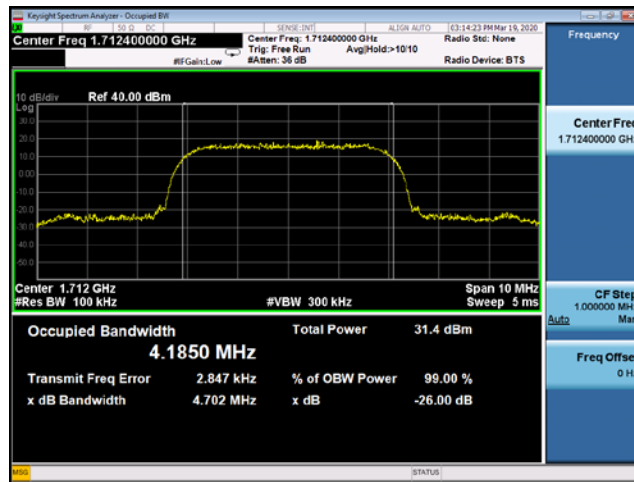 Keysight Spectrum Analyzer - Occupied BW
RF 50 Ω DC SENSE:INT ALIGN AUTO 03:14:23 PM Mar 19, 2020
Center Freq 1.712400000 GHz
Center Freq: 1.712400000 GHz
Radio Std: None
Trig: Free Run Avg|Hold:>10/10
#IFGain:Low #Atten: 36 dB Radio Device: BTS
Frequency
10 dB/div Ref 40.00 dBm
Log
30.0
20.0
10.0
0.00
-10.0
-20.0
-30.0
-40.0
-50.0
Center Fre
1.712400000 GH
Center 1.712 GHz Span 10 MHz
#Res BW 100 kHz #VBW 300 kHz Sweep 5 ms
CF Step
1.000000 MH
Auto Ma
Occupied Bandwidth Total Power 31.4 dBm
4.1850 MHz
Transmit Freq Error 2.847 kHz % of OBW Power 99.00 %
x dB Bandwidth 4.702 MHz x dB -26.00 dB
Freq Offse
0 H
MSG STATUS